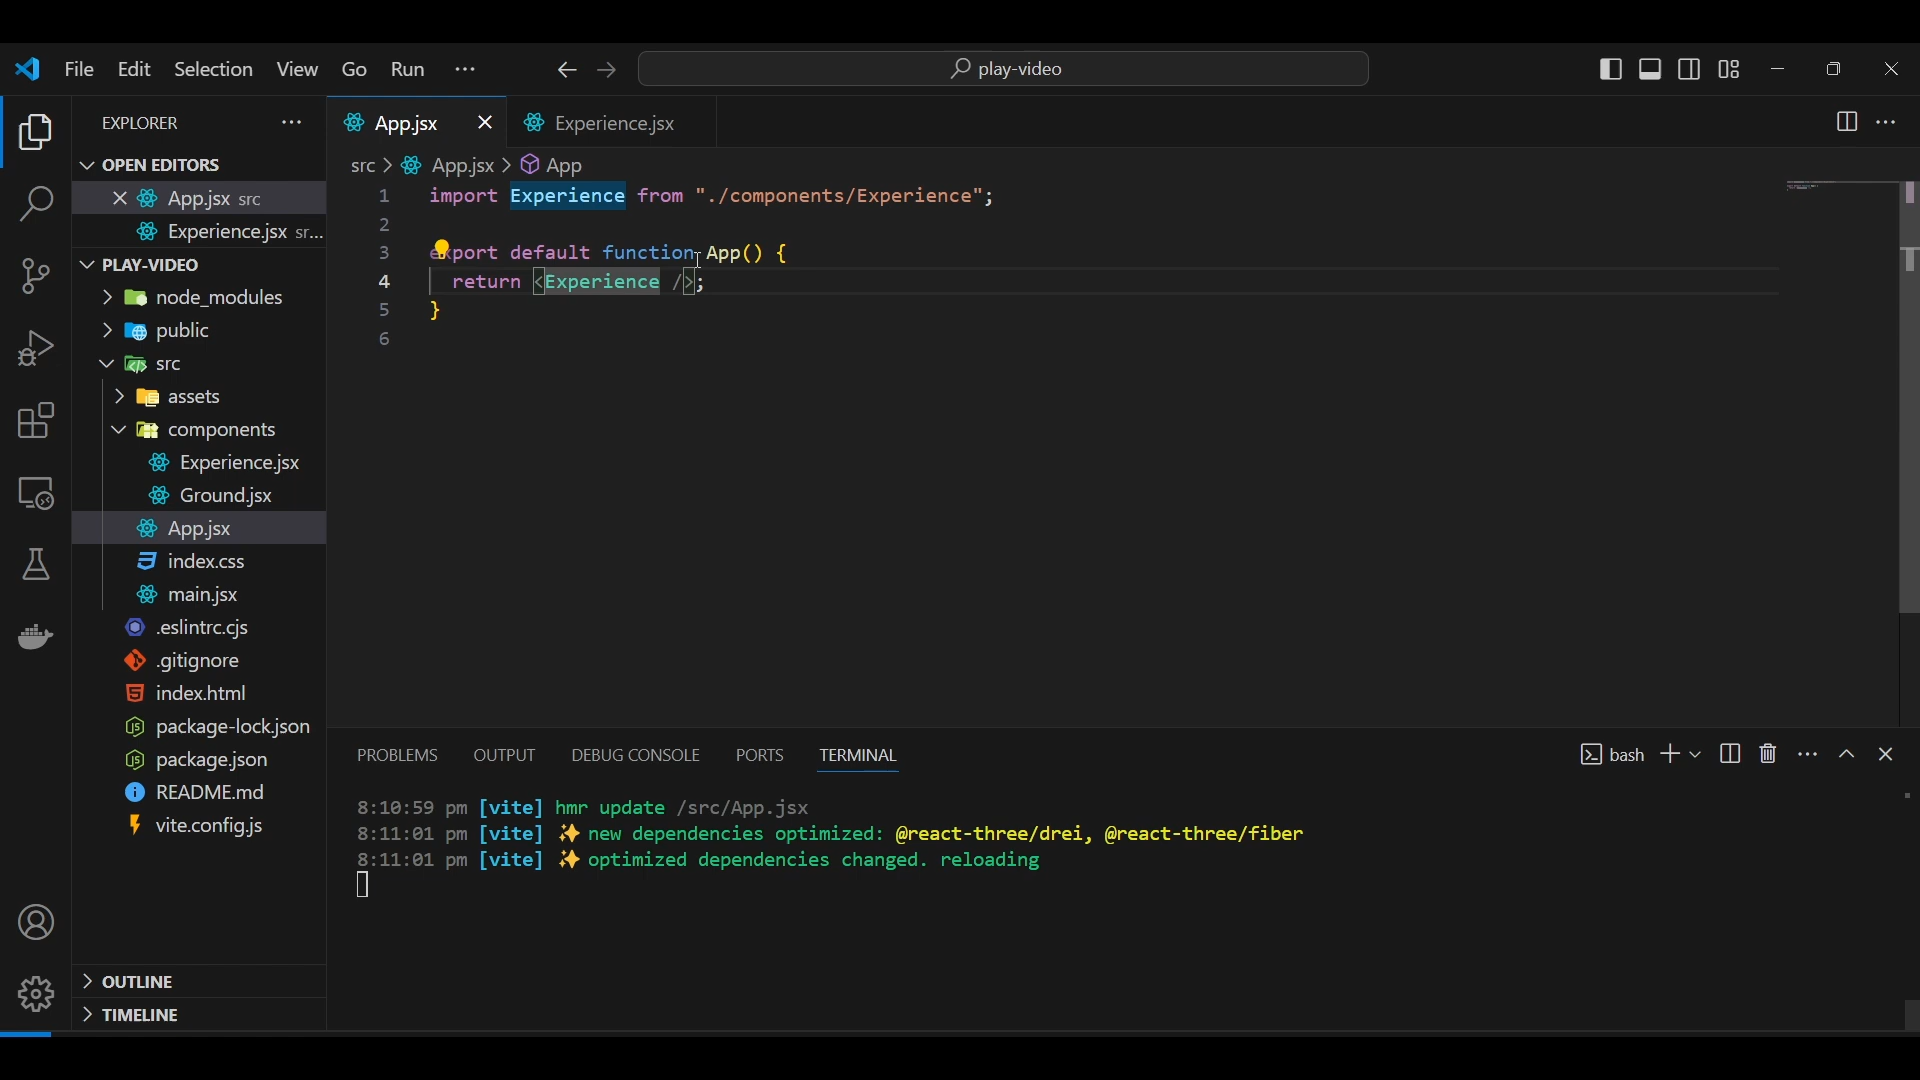 File Edit Selection View Go Run ··· play-video
EXPLORER ···
OPEN EDITORS
App.jsx src
Experience.jsx sr...
PLAY-VIDEO
node_modules
public
src
assets
components
Experience.jsx
Ground.jsx
App.jsx
index.css
main.jsx
.eslintrc.cjs
.gitignore
index.html
package-lock.json
package.json
README.md
vite.config.js
OUTLINE
TIMELINE
App.jsx Experience.jsx
src > App.jsx > App
1 import Experience from "./components/Experience";
2
3 export default function App() {
4 return <Experience />;
5 }
6
PROBLEMS OUTPUT DEBUG CONSOLE PORTS TERMINAL bash
8:10:59 pm [vite] hmr update /src/App.jsx
8:11:01 pm [vite] ✨ new dependencies optimized: @react-three/drei, @react-three/fiber
8:11:01 pm [vite] ✨ optimized dependencies changed. reloading